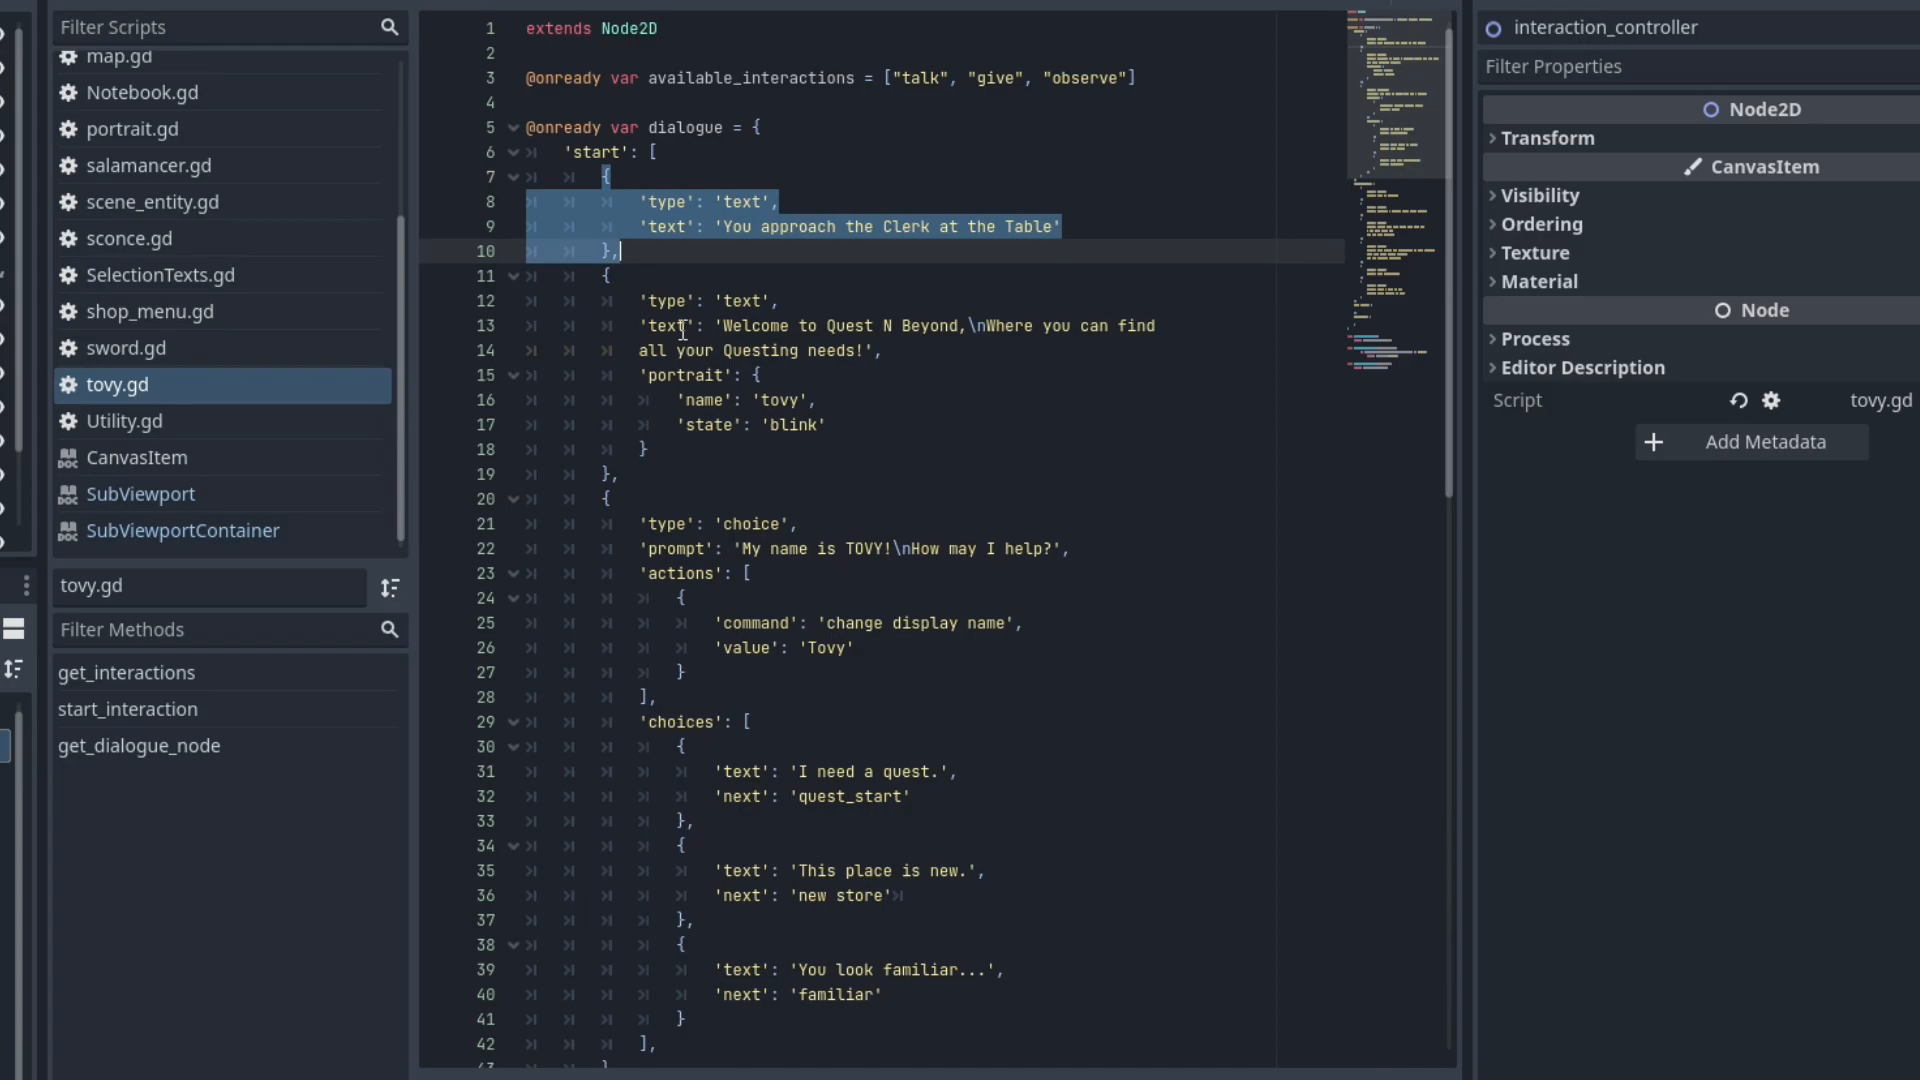 Filter Scripts
map.gd
Notebook.gd
portrait.gd
salamancer.gd
scene_entity.gd
sconce.gd
SelectionTexts.gd
shop_menu.gd
sword.gd
tovy.gd
Utility.gd
CanvasItem
SubViewport
SubViewportContainer
tovy.gd
Filter Methods
get_interactions
start_interaction
get_dialogue_node
1 extends Node2D
2
3 @onready var available_interactions = ["talk", "give", "observe"]
4
5 @onready var dialogue = {
6 'start': [
7 {
8 'type': 'text',
9 'text': 'You approach the Clerk at the Table'
10 },
11 {
12 'type': 'text',
13 'text': 'Welcome to Quest N Beyond,\nWhere you can find
14 all your Questing needs!',
15 'portrait': {
16 'name': 'tovy',
17 'state': 'blink'
18 }
19 },
20 {
21 'type': 'choice',
22 'prompt': 'My name is TOVY!\nHow may I help?',
23 'actions': [
24 {
25 'command': 'change display name',
26 'value': 'Tovy'
27 }
28 ],
29 'choices': [
30 {
31 'text': 'I need a quest.',
32 'next': 'quest_start'
33 },
34 {
35 'text': 'This place is new.',
36 'next': 'new store'
37 },
38 {
39 'text': 'You look familiar...',
40 'next': 'familiar'
41 }
42 ],
interaction_controller
Filter Properties
Node2D
Transform
CanvasItem
Visibility
Ordering
Texture
Material
Node
Process
Editor Description
Script tovy.gd
Add Metadata